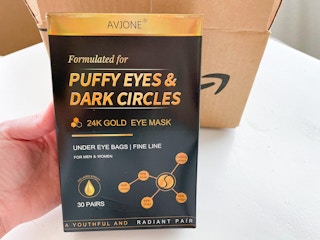 AVJONE®
Formulated for
PUFFY EYES &
DARK CIRCLES
24K GOLD EYE MASK
UNDER EYE BAGS | FINE LINE
FOR MEN & WOMEN
30 PAIRS
A YOUTHFUL AND RADIANT PAIR